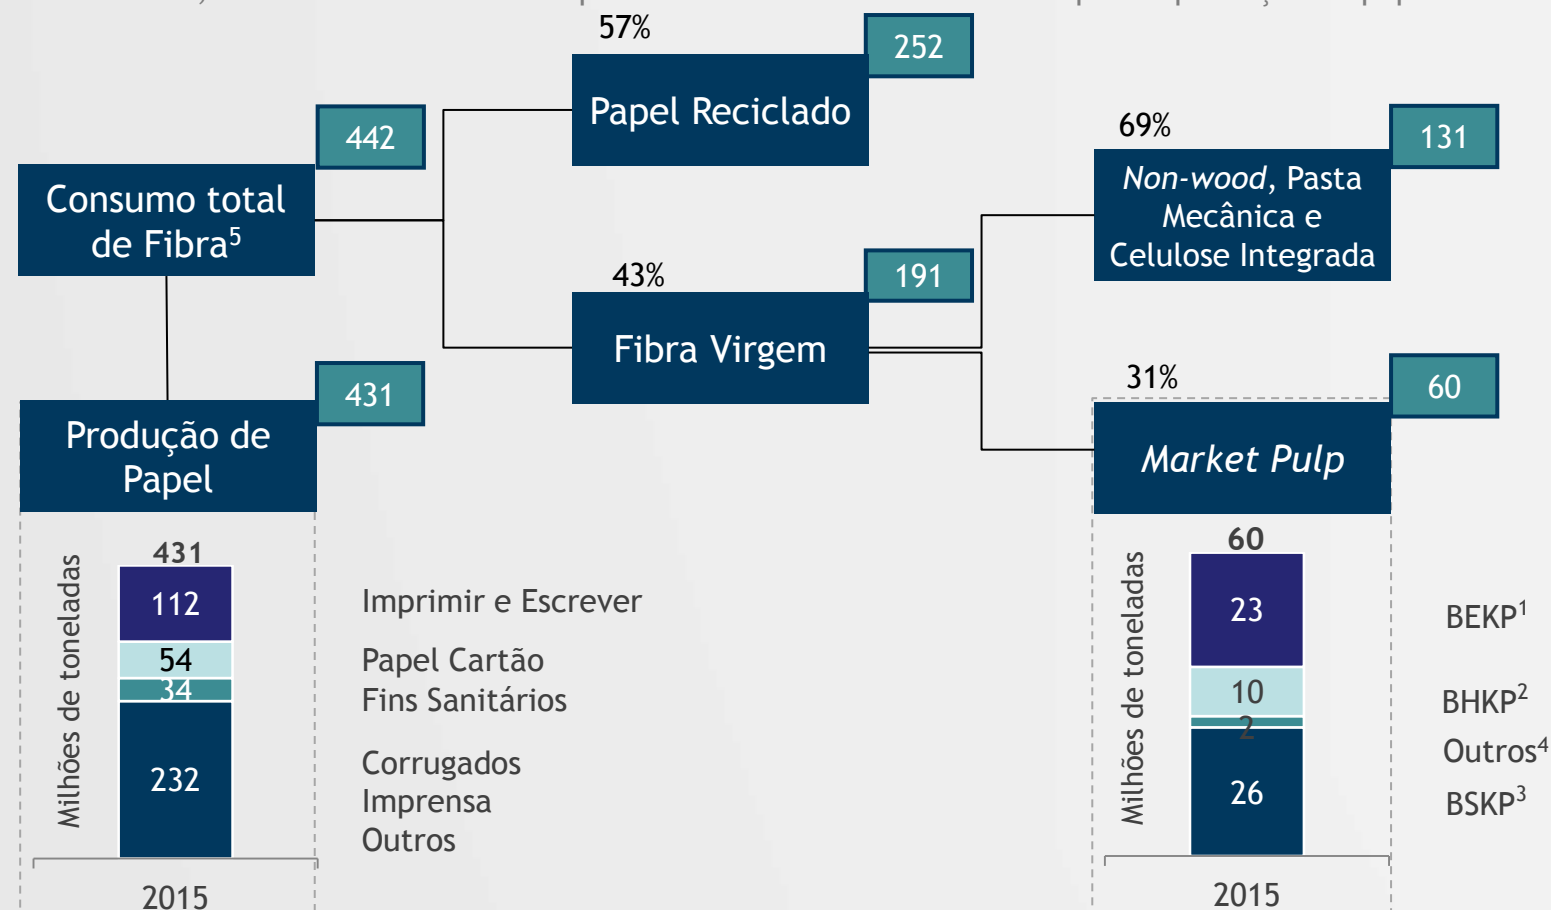 57%
252
Papel Reciclado
442
69%
131
Consumo total
de Fibra⁵
Non-wood, Pasta
Mecânica e
Celulose Integrada
43%
191
Fibra Virgem
431
31%
60
Produção de
Papel
Market Pulp
Milhões de toneladas
431
112
54
34
232
2015
Imprimir e Escrever
Papel Cartão
Fins Sanitários
Corrugados
Imprensa
Outros
Milhões de toneladas
60
23
10
2
26
2015
BEKP¹
BHKP²
Outros⁴
BSKP³